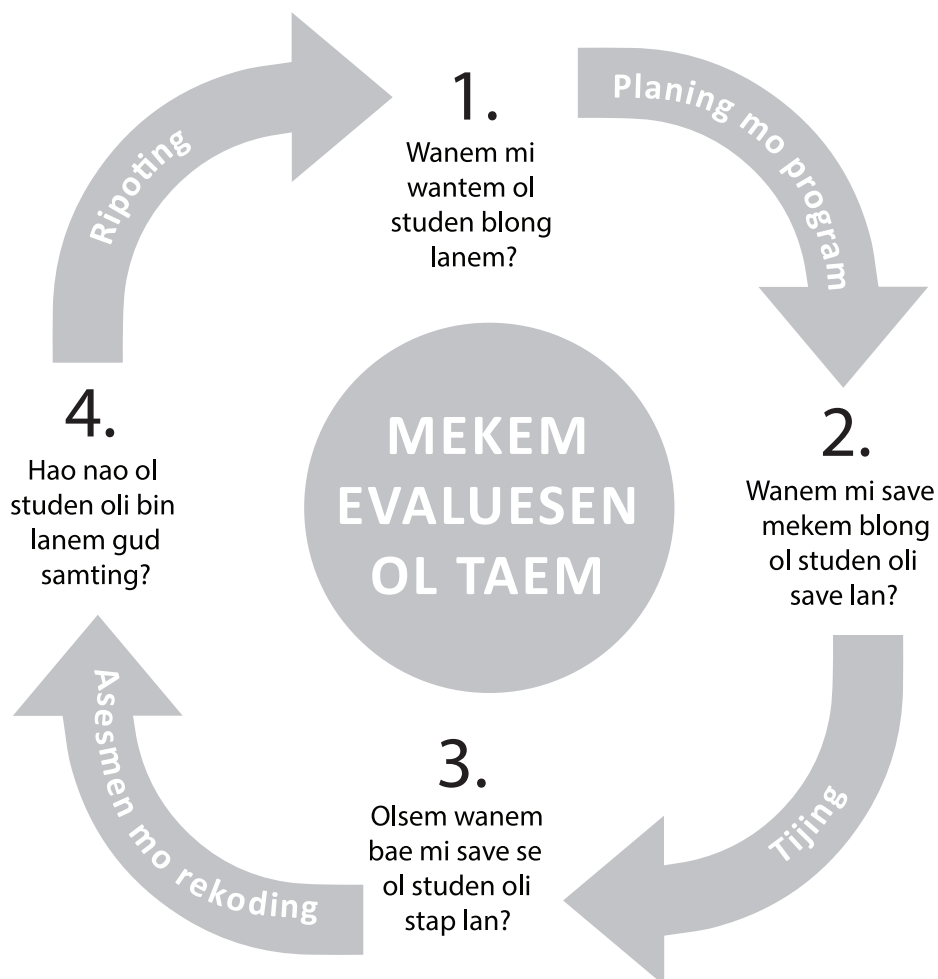 1.
Wanem mi
wantem ol
studen blong
lanem?
Planing mo program
2.
Wanem mi save
mekem blong
ol studen oli
save lan?
Tijing
3.
Olsem wanem
bae mi save se
ol studen oli
stap lan?
Asesmen mo rekoding
4.
Hao nao ol
studen oli bin
lanem gud
samting?
Ripoting
MEKEM
EVALUESEN
OL TAEM